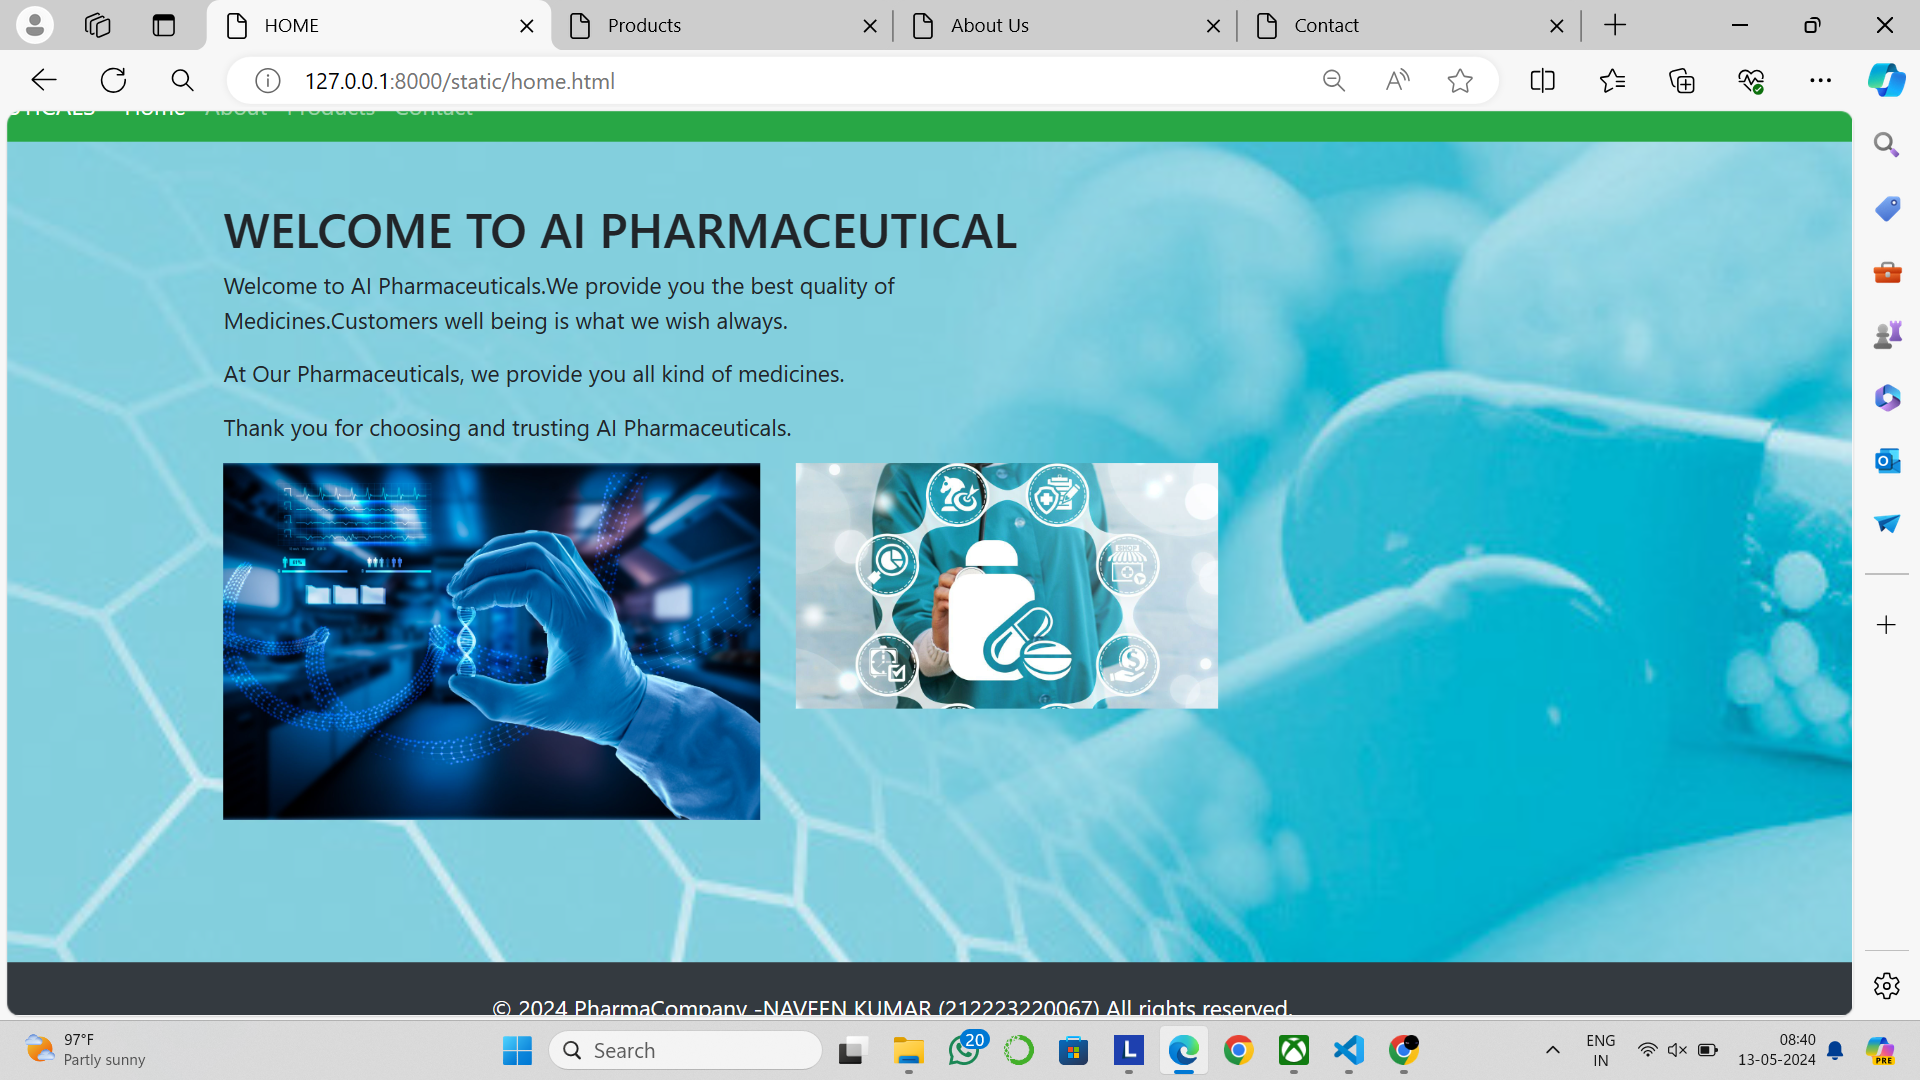 HOME
Products
About Us
Contact
127.0.0.1:8000/static/home.html
Home About Products Contact
WELCOME TO AI PHARMACEUTICAL
Welcome to AI Pharmaceuticals.We provide you the best quality of
Medicines.Customers well being is what we wish always.
At Our Pharmaceuticals, we provide you all kind of medicines.
Thank you for choosing and trusting AI Pharmaceuticals.
SHOP
© 2024 PharmaCompany -NAVEEN KUMAR (212223220067) All rights reserved.
97°F
Partly sunny
Search
20
L
ENG
IN
08:40
13-05-2024
PRE